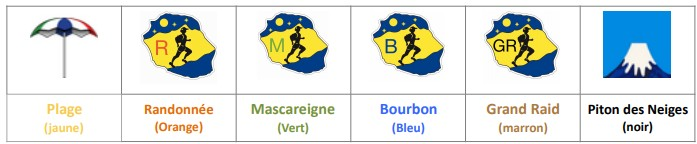 R M B GR
Plage Randonnée Mascareigne Bourbon Grand Raid Piton des Neiges
(jaune) (Orange) (Vert) (Bleu) (marron) (noir)